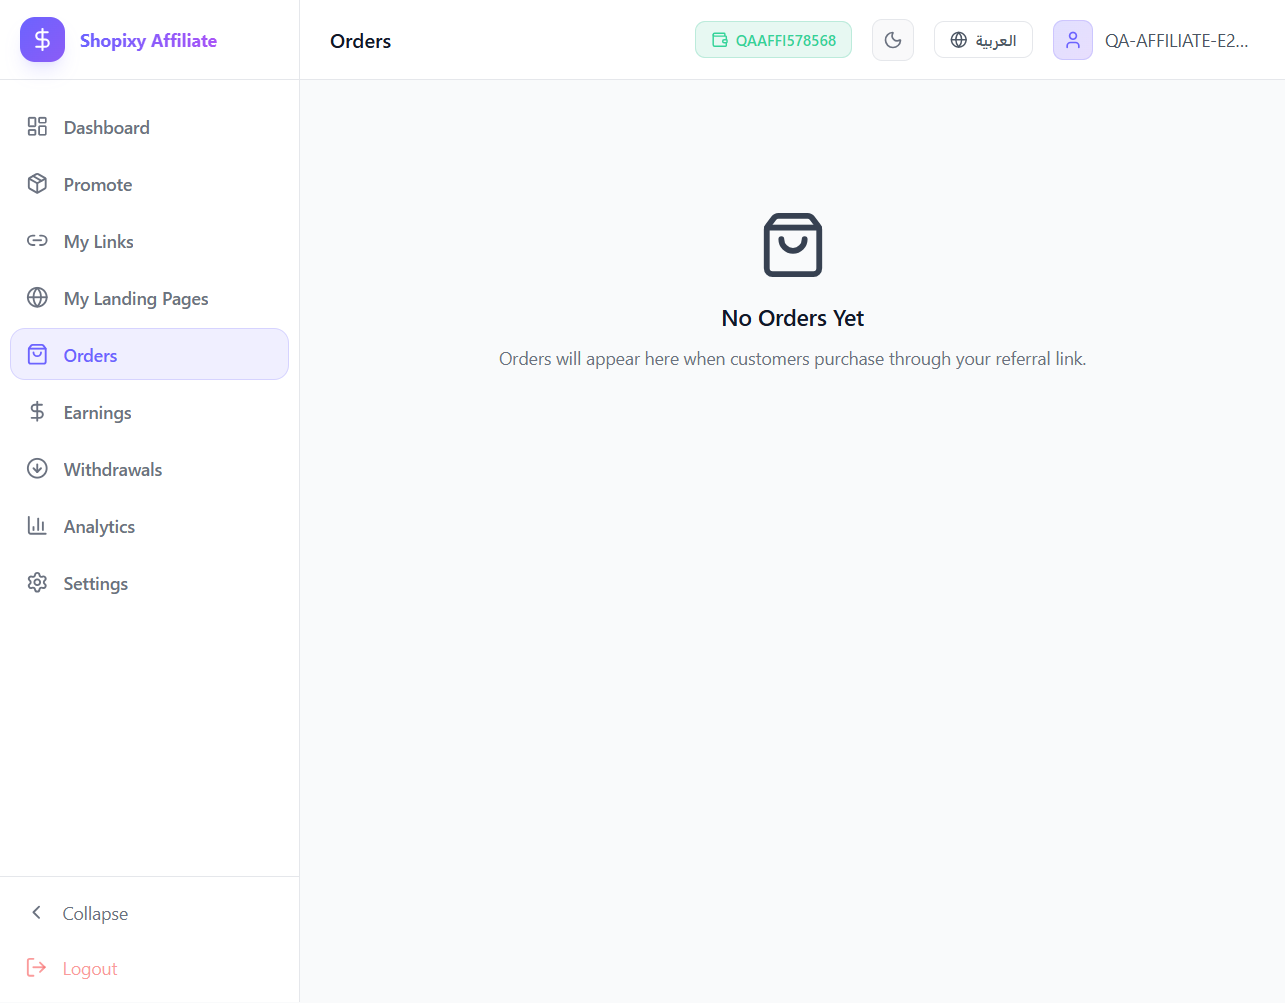 Shopixy Affiliate
Orders
QAAFFI578568
العربية
QA-AFFILIATE-E2...
Dashboard
Promote
My Links
My Landing Pages
Orders
Earnings
Withdrawals
Analytics
Settings
No Orders Yet
Orders will appear here when customers purchase through your referral link.
Collapse
Logout